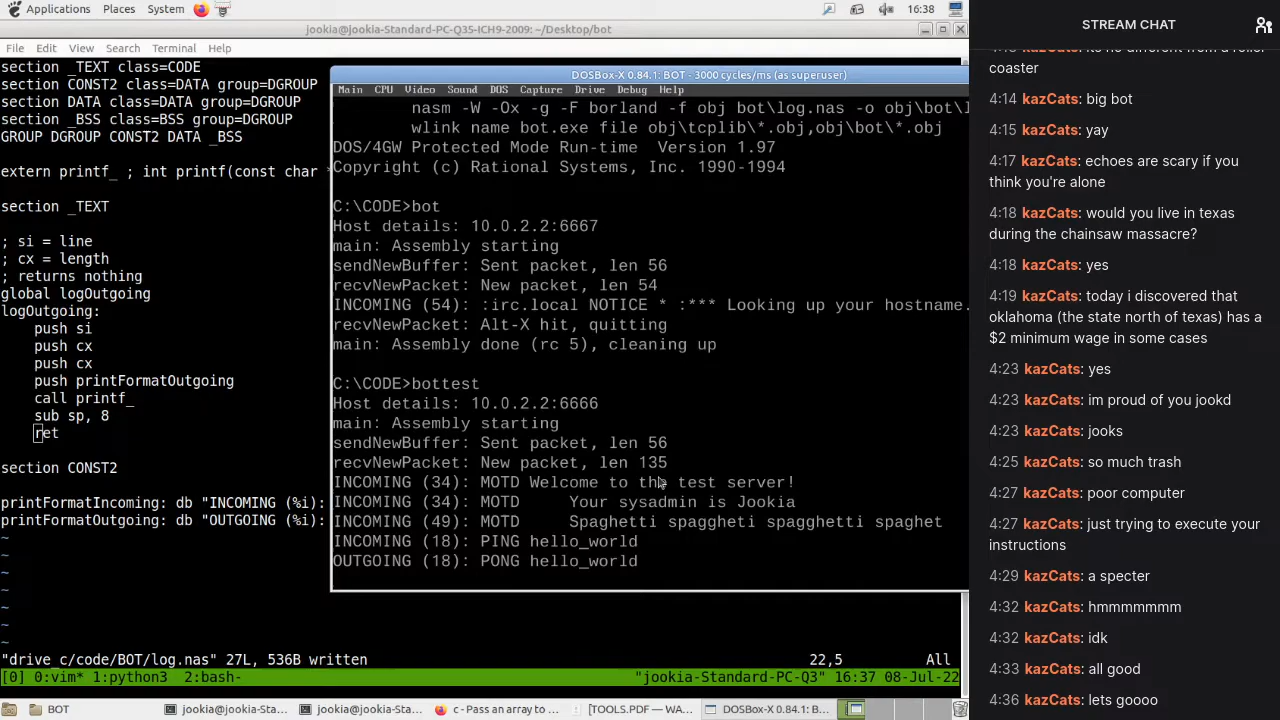 Applications Places System 16:38
jookia@jookia-Standard-PC-Q35-ICH9-2009: ~/Desktop/bot
File Edit View Search Terminal Help
section _TEXT class=CODE
section CONST2 class=DATA group=DGROUP
section DATA class=DATA group=DGROUP
section _BSS class=BSS group=DGROUP
GROUP DGROUP CONST2 DATA _BSS
extern printf_ ; int printf(const char
section _TEXT
; si = line
; cx = length
; returns nothing
global logOutgoing
logOutgoing:
push si
push cx
push cx
push printFormatOutgoing
call printf_
sub sp, 8
ret
section CONST2
printFormatIncoming: db "INCOMING (%i):
printFormatOutgoing: db "OUTGOING (%i):
~
~
~
~
~
~
~
"drive_c/code/BOT/log.nas" 27L, 536B written 22,5 All
[0] 0:vim* 1:python3 2:bash- "jookia-Standard-PC-Q3" 16:37 08-Jul-22
DOSBox-X 0.84.1: BOT - 3000 cycles/ms (as superuser)
Main CPU Video Sound DOS Capture Drive Debug Help
nasm -W -Ox -g -F borland -f obj bot\log.nas -o obj\bot\
wlink name bot.exe file obj\tcplib\*.obj,obj\bot\*.obj
DOS/4GW Protected Mode Run-time Version 1.97
Copyright (c) Rational Systems, Inc. 1990-1994
C:\CODE>bot
Host details: 10.0.2.2:6667
main: Assembly starting
sendNewBuffer: Sent packet, len 56
recvNewPacket: New packet, len 54
INCOMING (54): :irc.local NOTICE * :*** Looking up your hostname.
recvNewPacket: Alt-X hit, quitting
main: Assembly done (rc 5), cleaning up
C:\CODE>bottest
Host details: 10.0.2.2:6666
main: Assembly starting
sendNewBuffer: Sent packet, len 56
recvNewPacket: New packet, len 135
INCOMING (34): MOTD Welcome to the test server!
INCOMING (34): MOTD Your sysadmin is Jookia
INCOMING (49): MOTD Spaghetti spaggheti spagghetti spaghet
INCOMING (18): PING hello_world
OUTGOING (18): PONG hello_world
BOT jookia@jookia-Sta... jookia@jookia-Sta... c - Pass an array to ... [TOOLS.PDF — WA... DOSBox-X 0.84.1: B...
STREAM CHAT
coaster
4:14 kazCats: big bot
4:15 kazCats: yay
4:17 kazCats: echoes are scary if you
think you're alone
4:18 kazCats: would you live in texas
during the chainsaw massacre?
4:18 kazCats: yes
4:19 kazCats: today i discovered that
oklahoma (the state north of texas) has a
$2 minimum wage in some cases
4:23 kazCats: yes
4:23 kazCats: im proud of you jookd
4:23 kazCats: jooks
4:25 kazCats: so much trash
4:27 kazCats: poor computer
4:27 kazCats: just trying to execute your
instructions
4:29 kazCats: a specter
4:32 kazCats: hmmmmmmm
4:32 kazCats: idk
4:33 kazCats: all good
4:36 kazCats: lets goooo